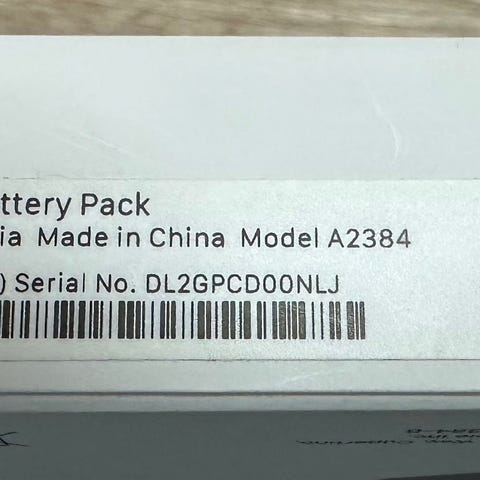 ttery Pack
ia Made in China Model A2384
) Serial No. DL2GPCD00NLJ